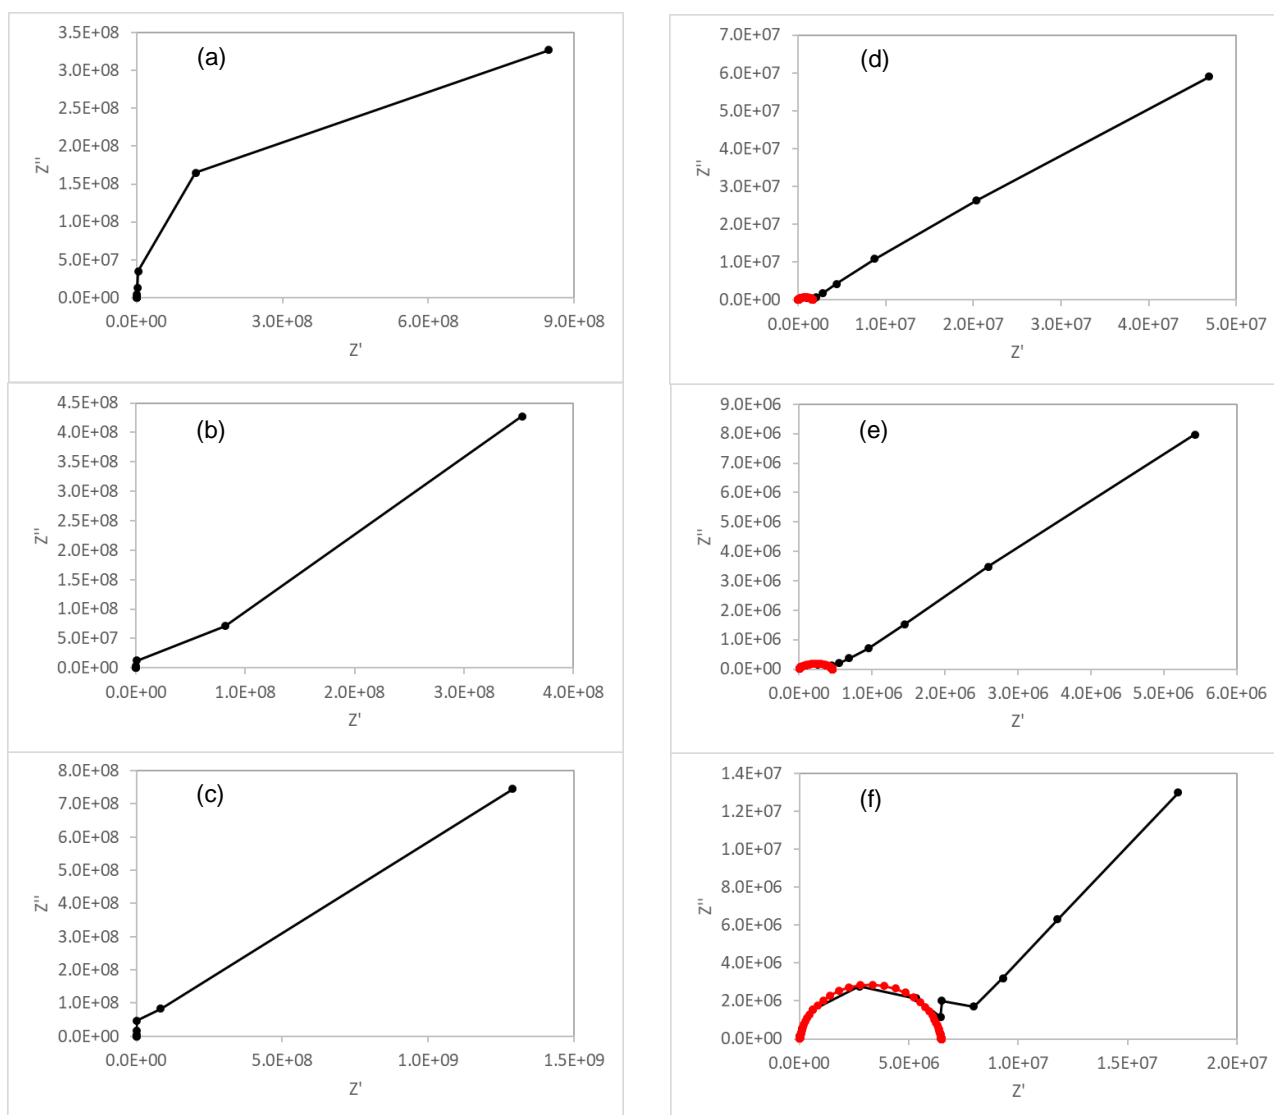 (a)
3.5E+08
3.0E+08
2.5E+08
2.0E+08
1.5E+08
1.0E+08
5.0E+07
0.0E+00
Z''
0.0E+00 3.0E+08 6.0E+08 9.0E+08
Z'
(b)
4.5E+08
4.0E+08
3.5E+08
3.0E+08
2.5E+08
2.0E+08
1.5E+08
1.0E+08
5.0E+07
0.0E+00
Z''
0.0E+00 1.0E+08 2.0E+08 3.0E+08 4.0E+08
Z'
(c)
8.0E+08
7.0E+08
6.0E+08
5.0E+08
4.0E+08
3.0E+08
2.0E+08
1.0E+08
0.0E+00
Z''
0.0E+00 5.0E+08 1.0E+09 1.5E+09
Z'
(d)
7.0E+07
6.0E+07
5.0E+07
4.0E+07
3.0E+07
2.0E+07
1.0E+07
0.0E+00
Z''
0.0E+00 1.0E+07 2.0E+07 3.0E+07 4.0E+07 5.0E+07
Z'
(e)
9.0E+06
8.0E+06
7.0E+06
6.0E+06
5.0E+06
4.0E+06
3.0E+06
2.0E+06
1.0E+06
0.0E+00
Z''
0.0E+00 1.0E+06 2.0E+06 3.0E+06 4.0E+06 5.0E+06 6.0E+06
Z'
(f)
1.4E+07
1.2E+07
1.0E+07
8.0E+06
6.0E+06
4.0E+06
2.0E+06
0.0E+00
Z''
0.0E+00 5.0E+06 1.0E+07 1.5E+07 2.0E+07
Z'